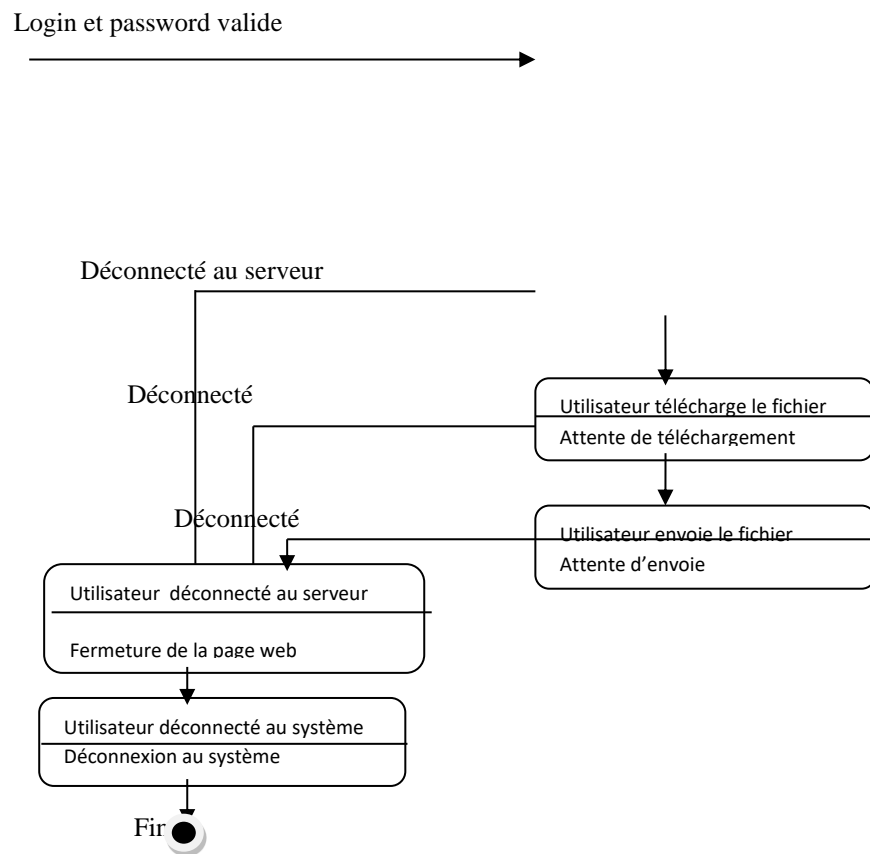 Login et password valide
Déconnecté au serveur
Déconnecté
Utilisateur télécharge le fichier
Attente de téléchargement
Déconnecté
Utilisateur envoie le fichier
Attente d'envoie
Utilisateur déconnecté au serveur
Fermeture de la page web
Utilisateur déconnecté au système
Déconnexion au système